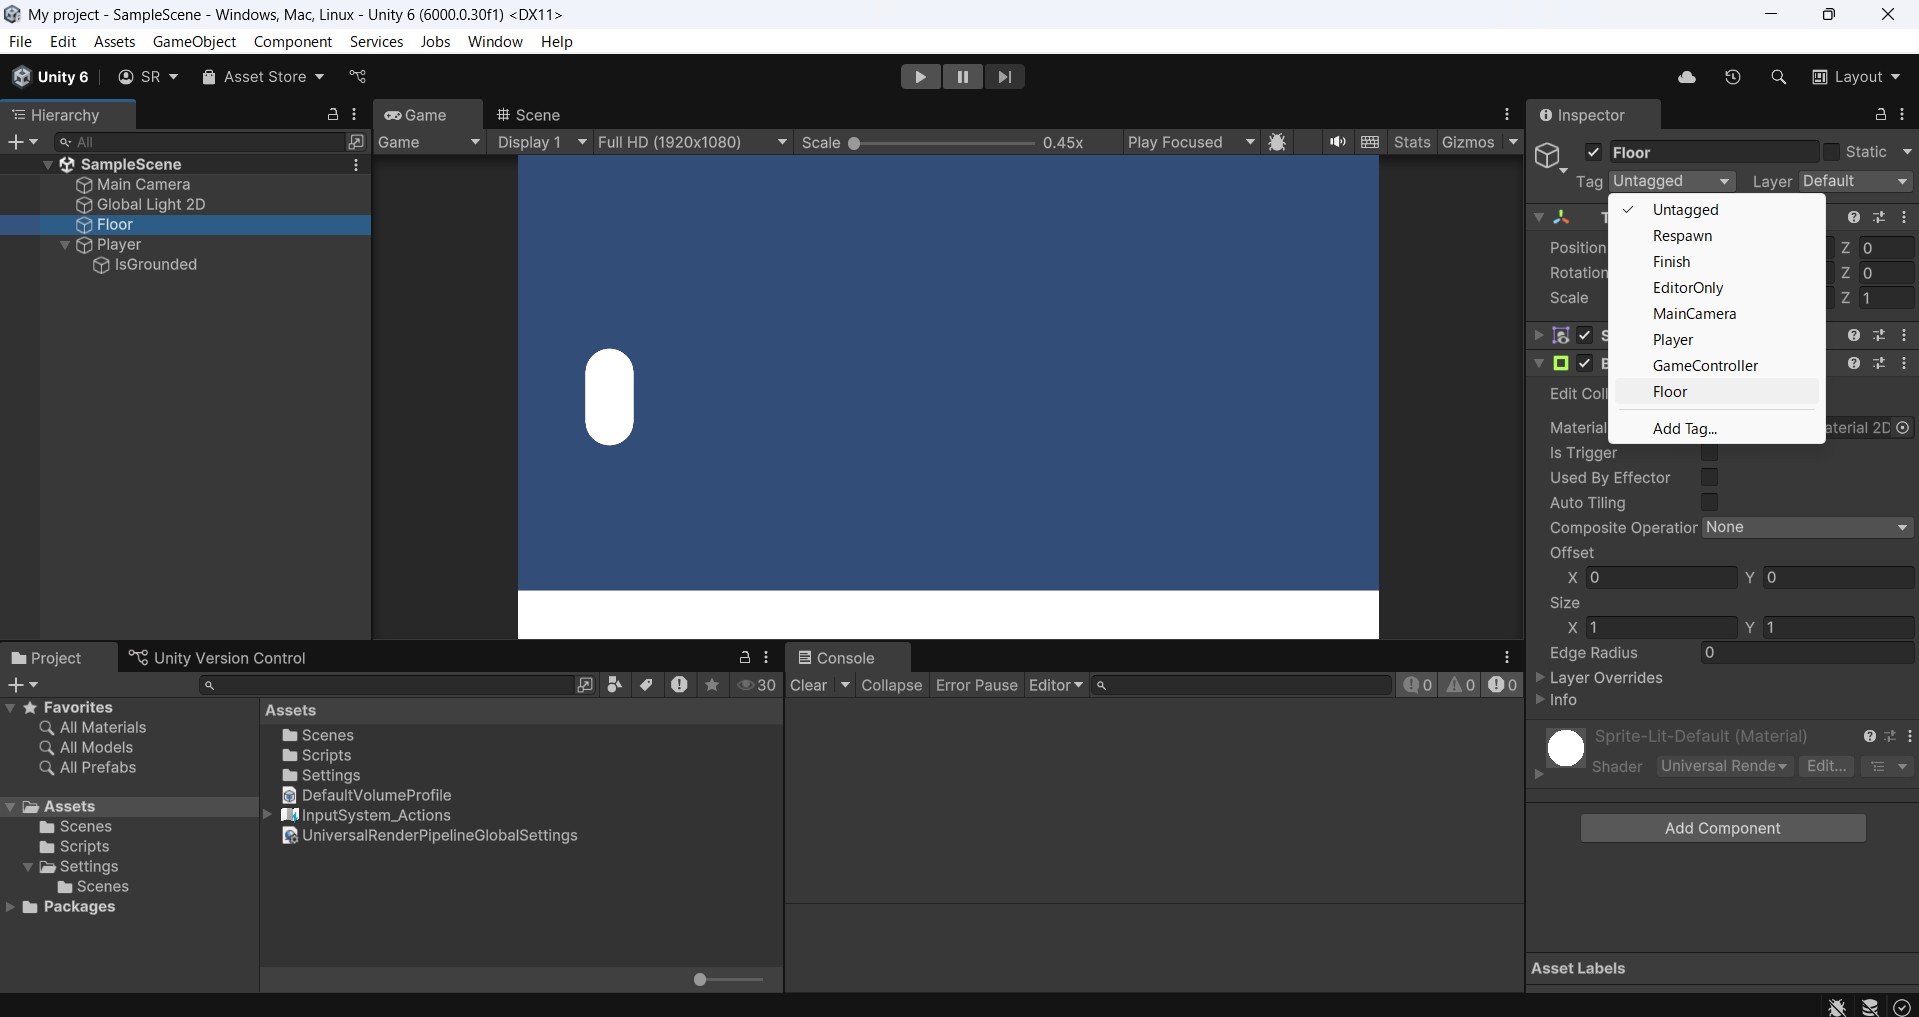 My project - SampleScene - Windows, Mac, Linux - Unity 6 (6000.0.30f1) <DX11>
File Edit Assets GameObject Component Services Jobs Window Help
Unity 6 SR Asset Store Layout
Hierarchy
All
SampleScene
Main Camera
Global Light 2D
Floor
Player
IsGrounded
Game Scene
Game Display 1 Full HD (1920x1080) Scale 0.45x Play Focused Stats Gizmos
Inspector
Floor Static
Tag Untagged Layer Default
Untagged
Respawn
Finish
EditorOnly
MainCamera
Player
GameController
Floor
Add Tag...
Position Z 0
Rotation Z 0
Scale Z 1
Edit Coll
Material aterial 2D
Is Trigger
Used By Effector
Auto Tiling
Composite Operation None
Offset
X 0 Y 0
Size
X 1 Y 1
Edge Radius 0
Layer Overrides
Info
Sprite-Lit-Default (Material)
Shader Universal Rende Edit...
Add Component
Asset Labels
Project Unity Version Control
30
Favorites
All Materials
All Models
All Prefabs
Assets
Scenes
Scripts
Settings
Scenes
Packages
Assets
Scenes
Scripts
Settings
DefaultVolumeProfile
InputSystem_Actions
UniversalRenderPipelineGlobalSettings
Console
Clear Collapse Error Pause Editor 0 0 0